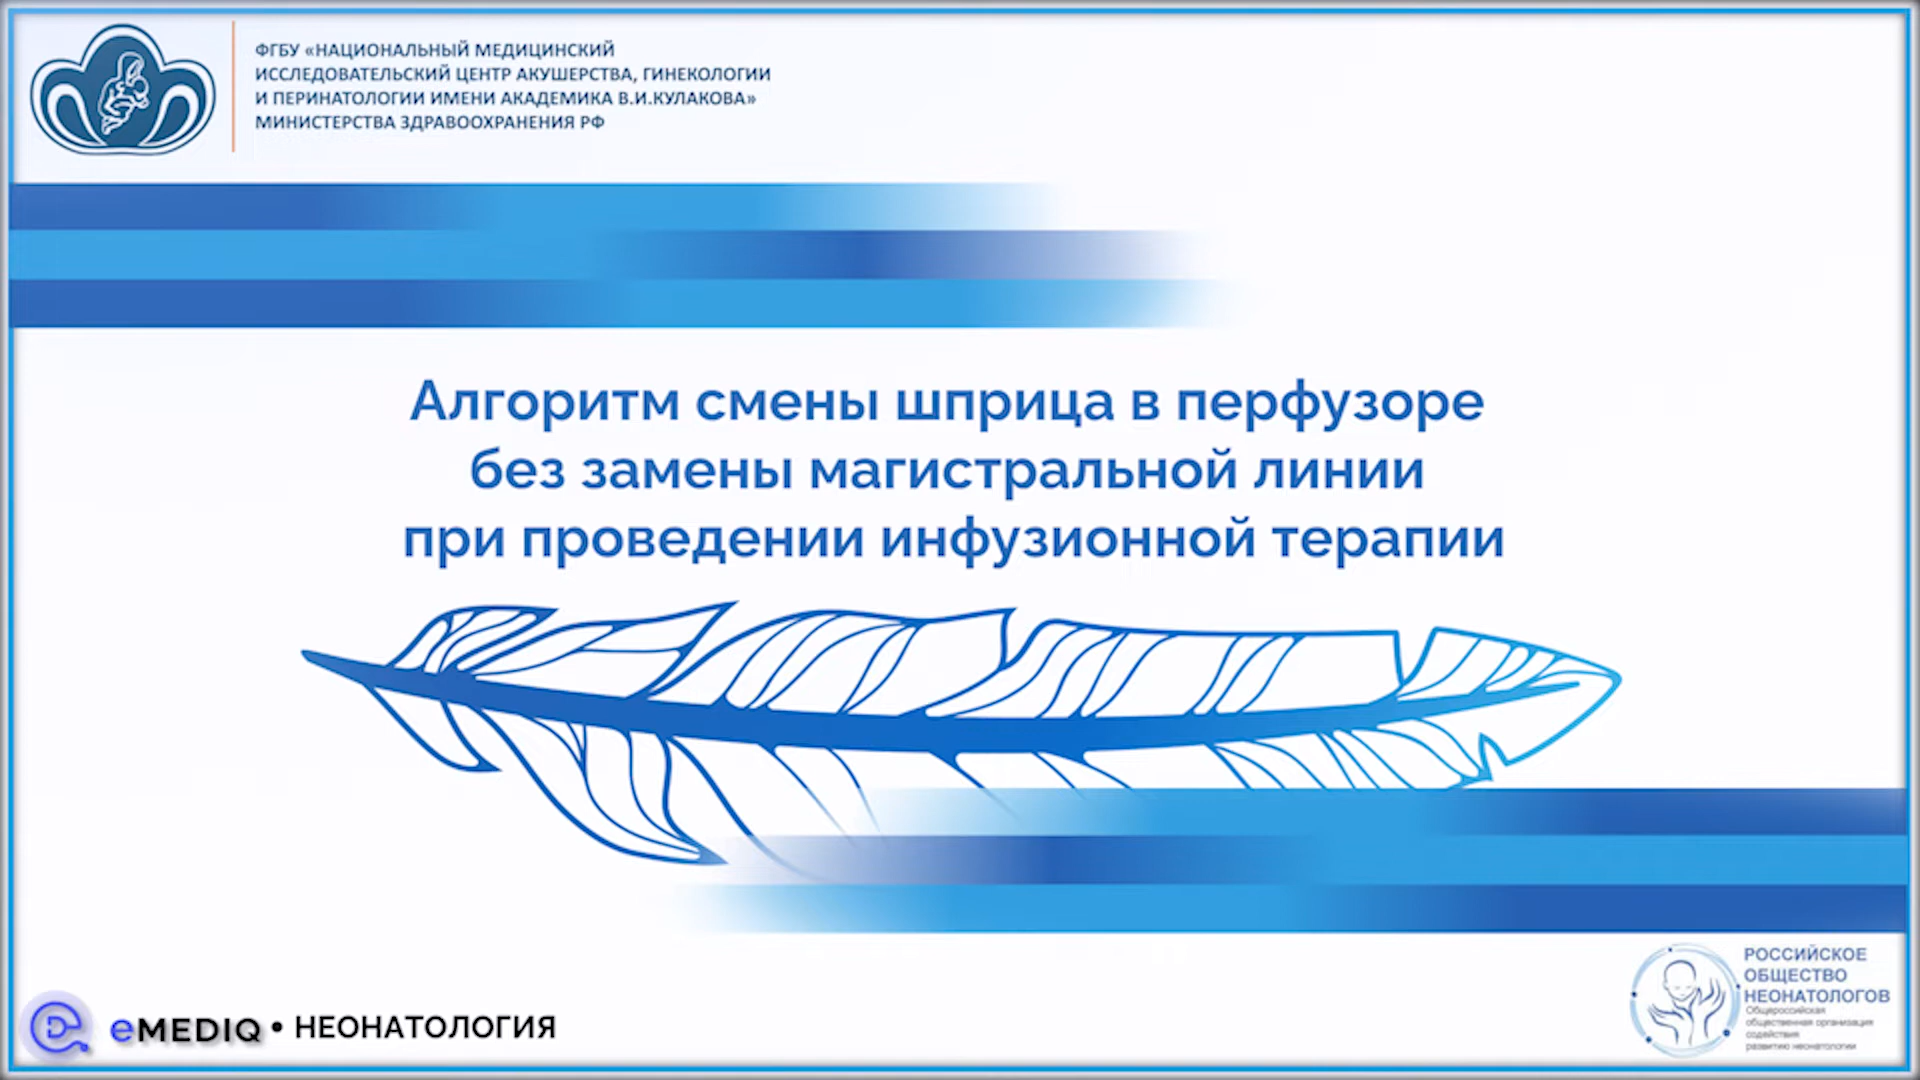 ФГБУ «НАЦИОНАЛЬНЫЙ МЕДИЦИНСКИЙ
ИССЛЕДОВАТЕЛЬСКИЙ ЦЕНТР АКУШЕРСТВА, ГИНЕКОЛОГИИ
И ПЕРИНАТОЛОГИИ ИМЕНИ АКАДЕМИКА В.И.КУЛАКОВА»
МИНИСТЕРСТВА ЗДРАВООХРАНЕНИЯ РФ
Алгоритм смены шприца в перфузоре
без замены магистральной линии
при проведении инфузионной терапии
eMEDIQ • НЕОНАТОЛОГИЯ
РОССИЙСКОЕ
ОБЩЕСТВО
НЕОНАТОЛОГОВ
Общероссийская
общественная организация
содействия
развитию неонатологии